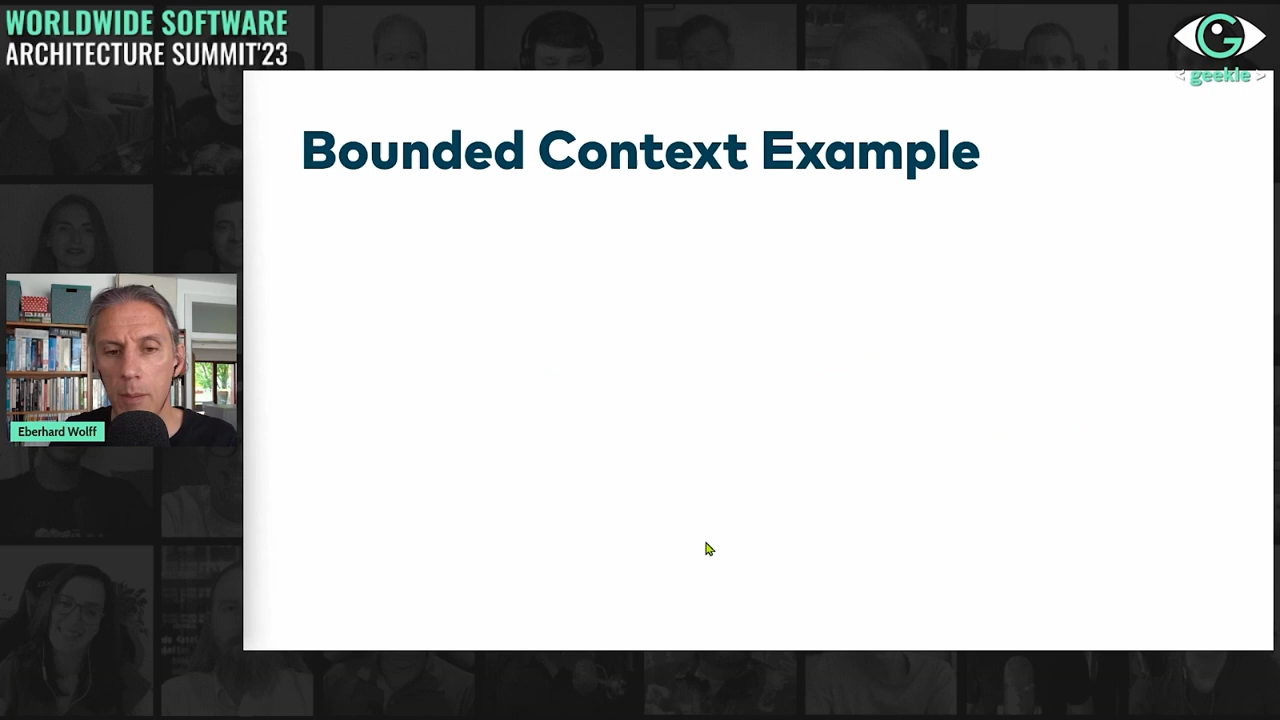 WORLDWIDE SOFTWARE
ARCHITECTURE SUMMIT'23
< geekle >
Bounded Context Example
Eberhard Wolff